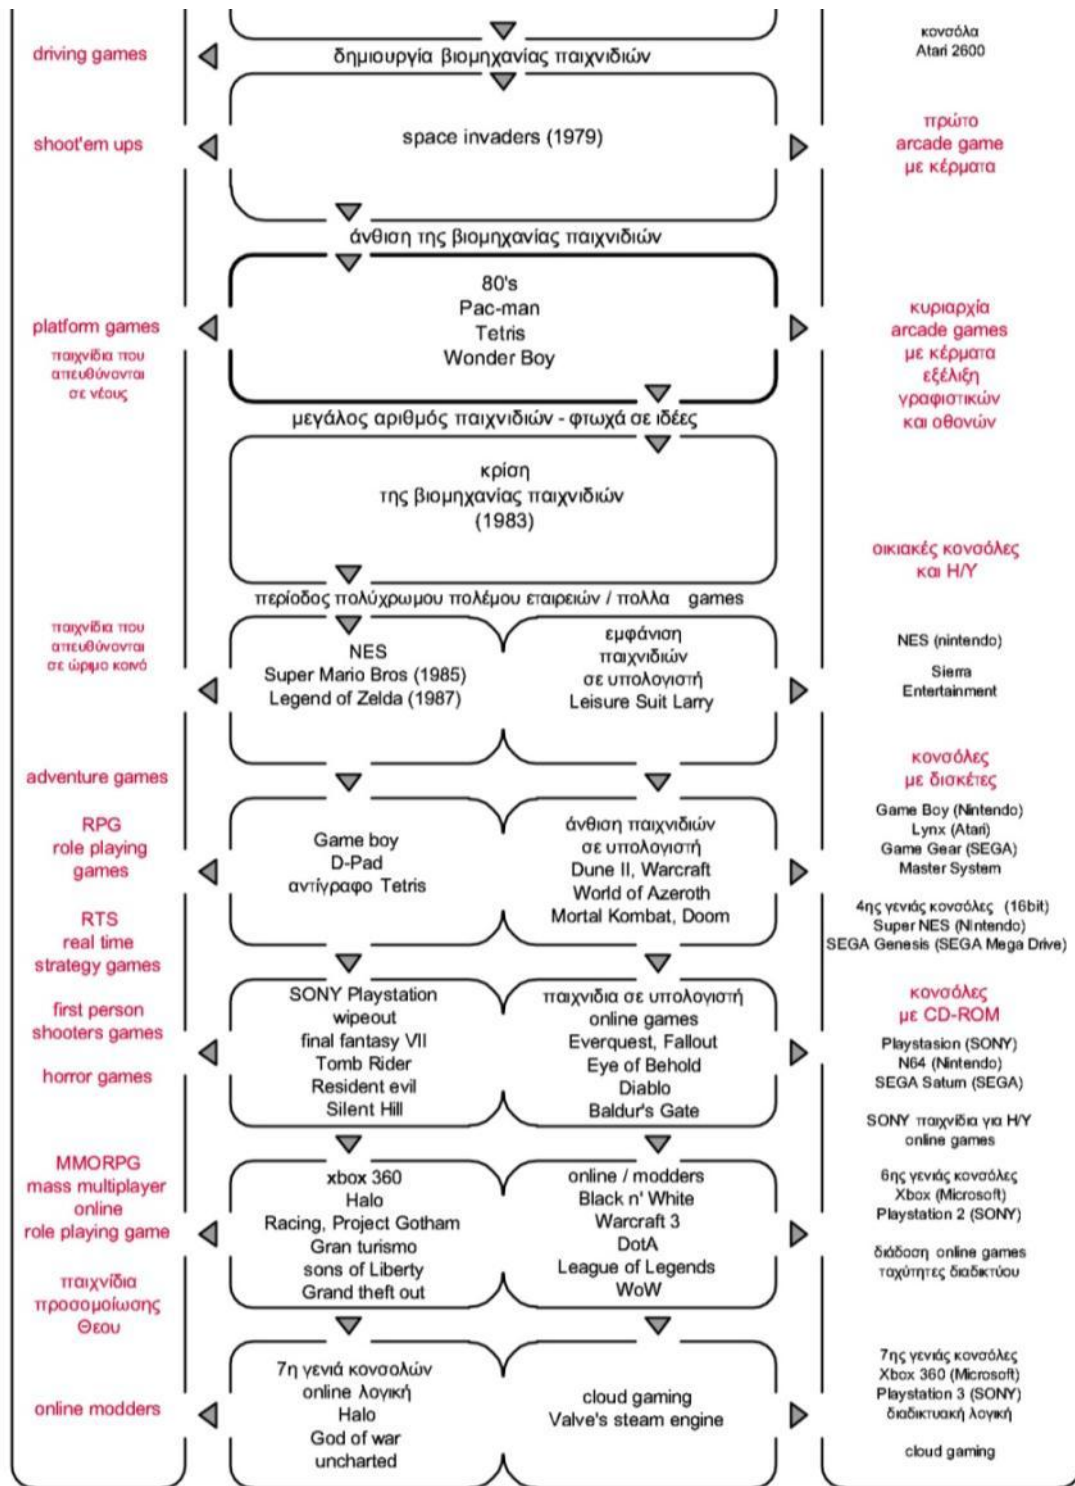 driving games
δημιουργία βιομηχανίας παιχνιδιών
κονσόλα
Atari 2600
shoot'em ups
space invaders (1979)
πρώτο
arcade game
με κέρματα
άνθιση της βιομηχανίας παιχνιδιών
platform games
παιχνίδια που
απευθύνονται
σε νέους
80's
Pac-man
Tetris
Wonder Boy
κυριαρχία
arcade games
με κέρματα
εξέλιξη
γραφιστικών
και οθονών
μεγάλος αριθμός παιχνιδιών - φτωχά σε ιδέες
κρίση
της βιομηχανίας παιχνιδιών
(1983)
οικιακές κονσόλες
και Η/Υ
περίοδος πολύχρωμου πολέμου εταιρειών / πολλα games
παιχνίδια που
απευθύνονται
σε ώριμο κοινό
NES
Super Mario Bros (1985)
Legend of Zelda (1987)
εμφάνιση
παιχνιδιών
σε υπολογιστή
Leisure Suit Larry
NES (nintendo)
Sierra
Entertainment
adventure games
κονσόλες
με δισκέτες
RPG
role playing
games
RTS
real time
strategy games
Game boy
D-Pad
αντίγραφο Tetris
άνθιση παιχνιδιών
σε υπολογιστή
Dune II, Warcraft
World of Azeroth
Mortal Kombat, Doom
Game Boy (Nintendo)
Lynx (Atari)
Game Gear (SEGA)
Master System
4ης γενιάς κονσόλες (16bit)
Super NES (NIntendo)
SEGA Genesis (SEGA Mega Drive)
first person
shooters games
horror games
SONY Playstation
wipeout
final fantasy VII
Tomb Rider
Resident evil
Silent Hill
παιχνιδια σε υπολογιστή
online games
Everquest, Fallout
Eye of Behold
Diablo
Baldur's Gate
κονσόλες
με CD-ROM
Playstasion (SONY)
N64 (Nintendo)
SEGA Saturn (SEGA)
SONY παιχνίδια για Η/Υ
online games
MMORPG
mass multiplayer
online
role playing game
παιχνίδια
προσομοίωσης
Θεου
xbox 360
Halo
Racing, Project Gotham
Gran turismo
sons of Liberty
Grand theft out
online / modders
Black n' White
Warcraft 3
DotA
League of Legends
WoW
6ης γενιάς κονσόλες
Xbox (Microsoft)
Playstation 2 (SONY)
διάδοση online games
ταχύτητες διαδικτύου
online modders
7η γενιά κονσολών
online λογική
Halo
God of war
uncharted
cloud gaming
Valve's steam engine
7ης γενιάς κονσόλες
Xbox 360 (Microsoft)
Playstation 3 (SONY)
διαδικτυακή λογική
cloud gaming